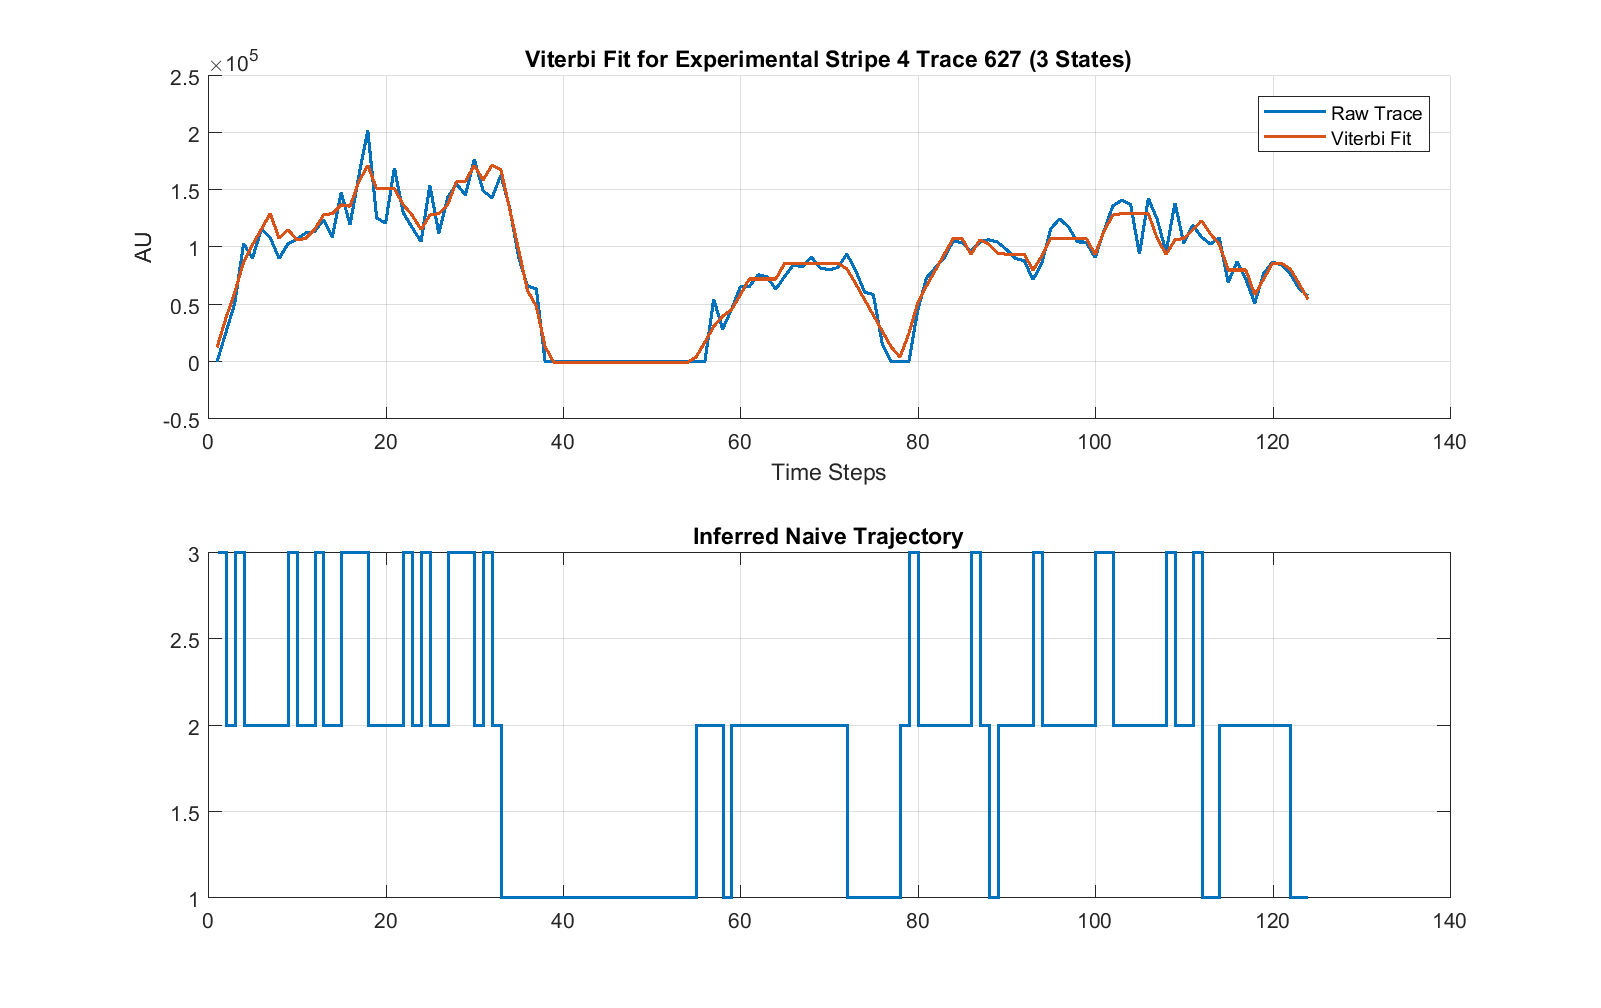 Viterbi Fit for Experimental Stripe 4 Trace 627 (3 States)
×10^5
2.5
2
1.5
1
0.5
0
-0.5
AU
Raw Trace
Viterbi Fit
0 20 40 60 80 100 120 140
Time Steps
Inferred Naive Trajectory
3
2.5
2
1.5
1
0 20 40 60 80 100 120 140